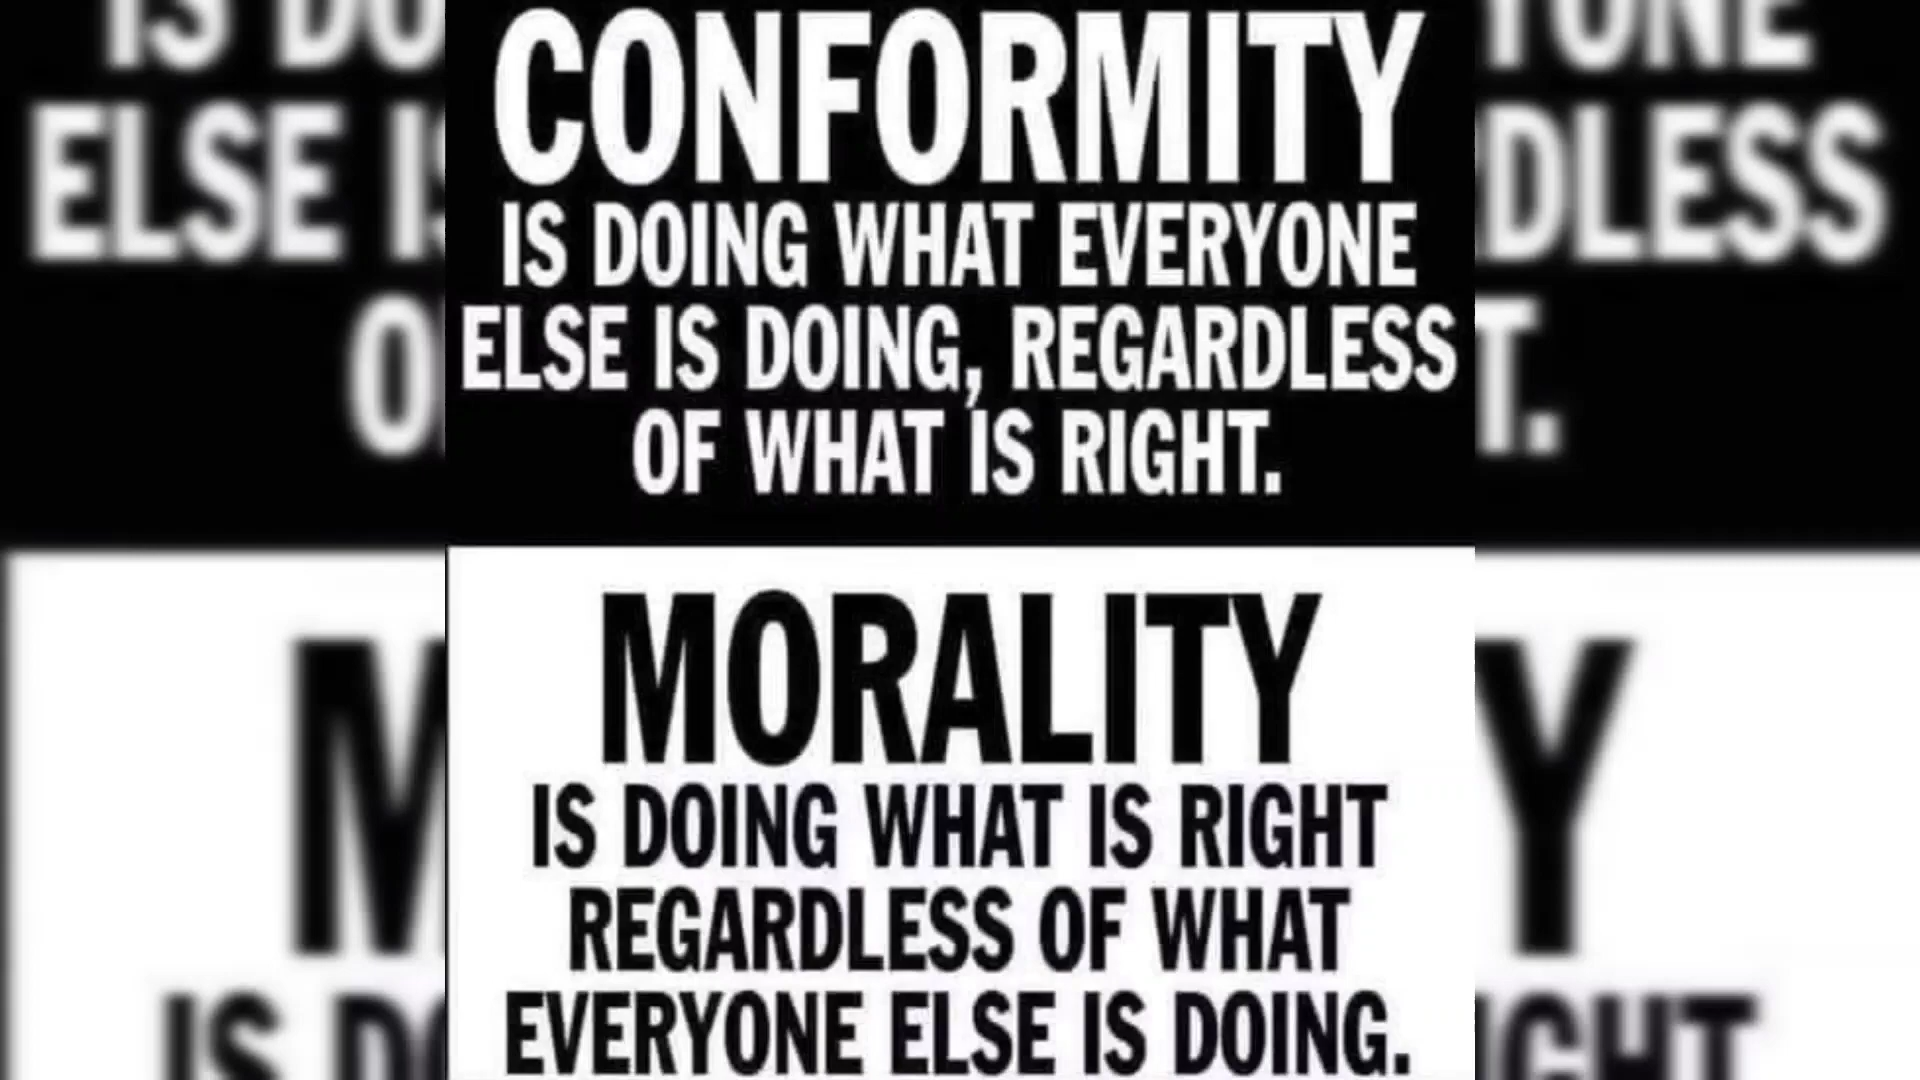 CONFORMITY
IS DOING WHAT EVERYONE
ELSE IS DOING, REGARDLESS
OF WHAT IS RIGHT.
MORALITY
IS DOING WHAT IS RIGHT
REGARDLESS OF WHAT
EVERYONE ELSE IS DOING.